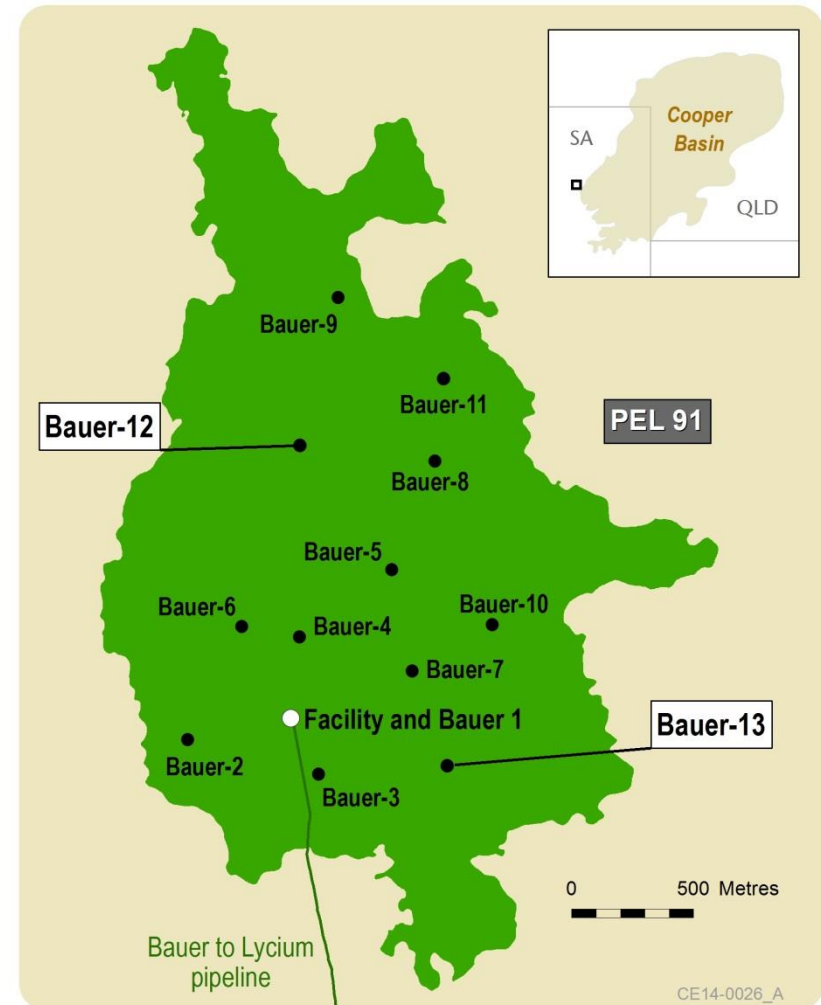 Cooper
Basin
SA
QLD
Bauer-9
Bauer-11
PEL 91
Bauer-12
Bauer-8
Bauer-5
Bauer-6
Bauer-10
Bauer-4
Bauer-7
Facility and Bauer 1
Bauer-13
Bauer-2
Bauer-3
0 500 Metres
Bauer to Lycium
pipeline
CE14-0026_A